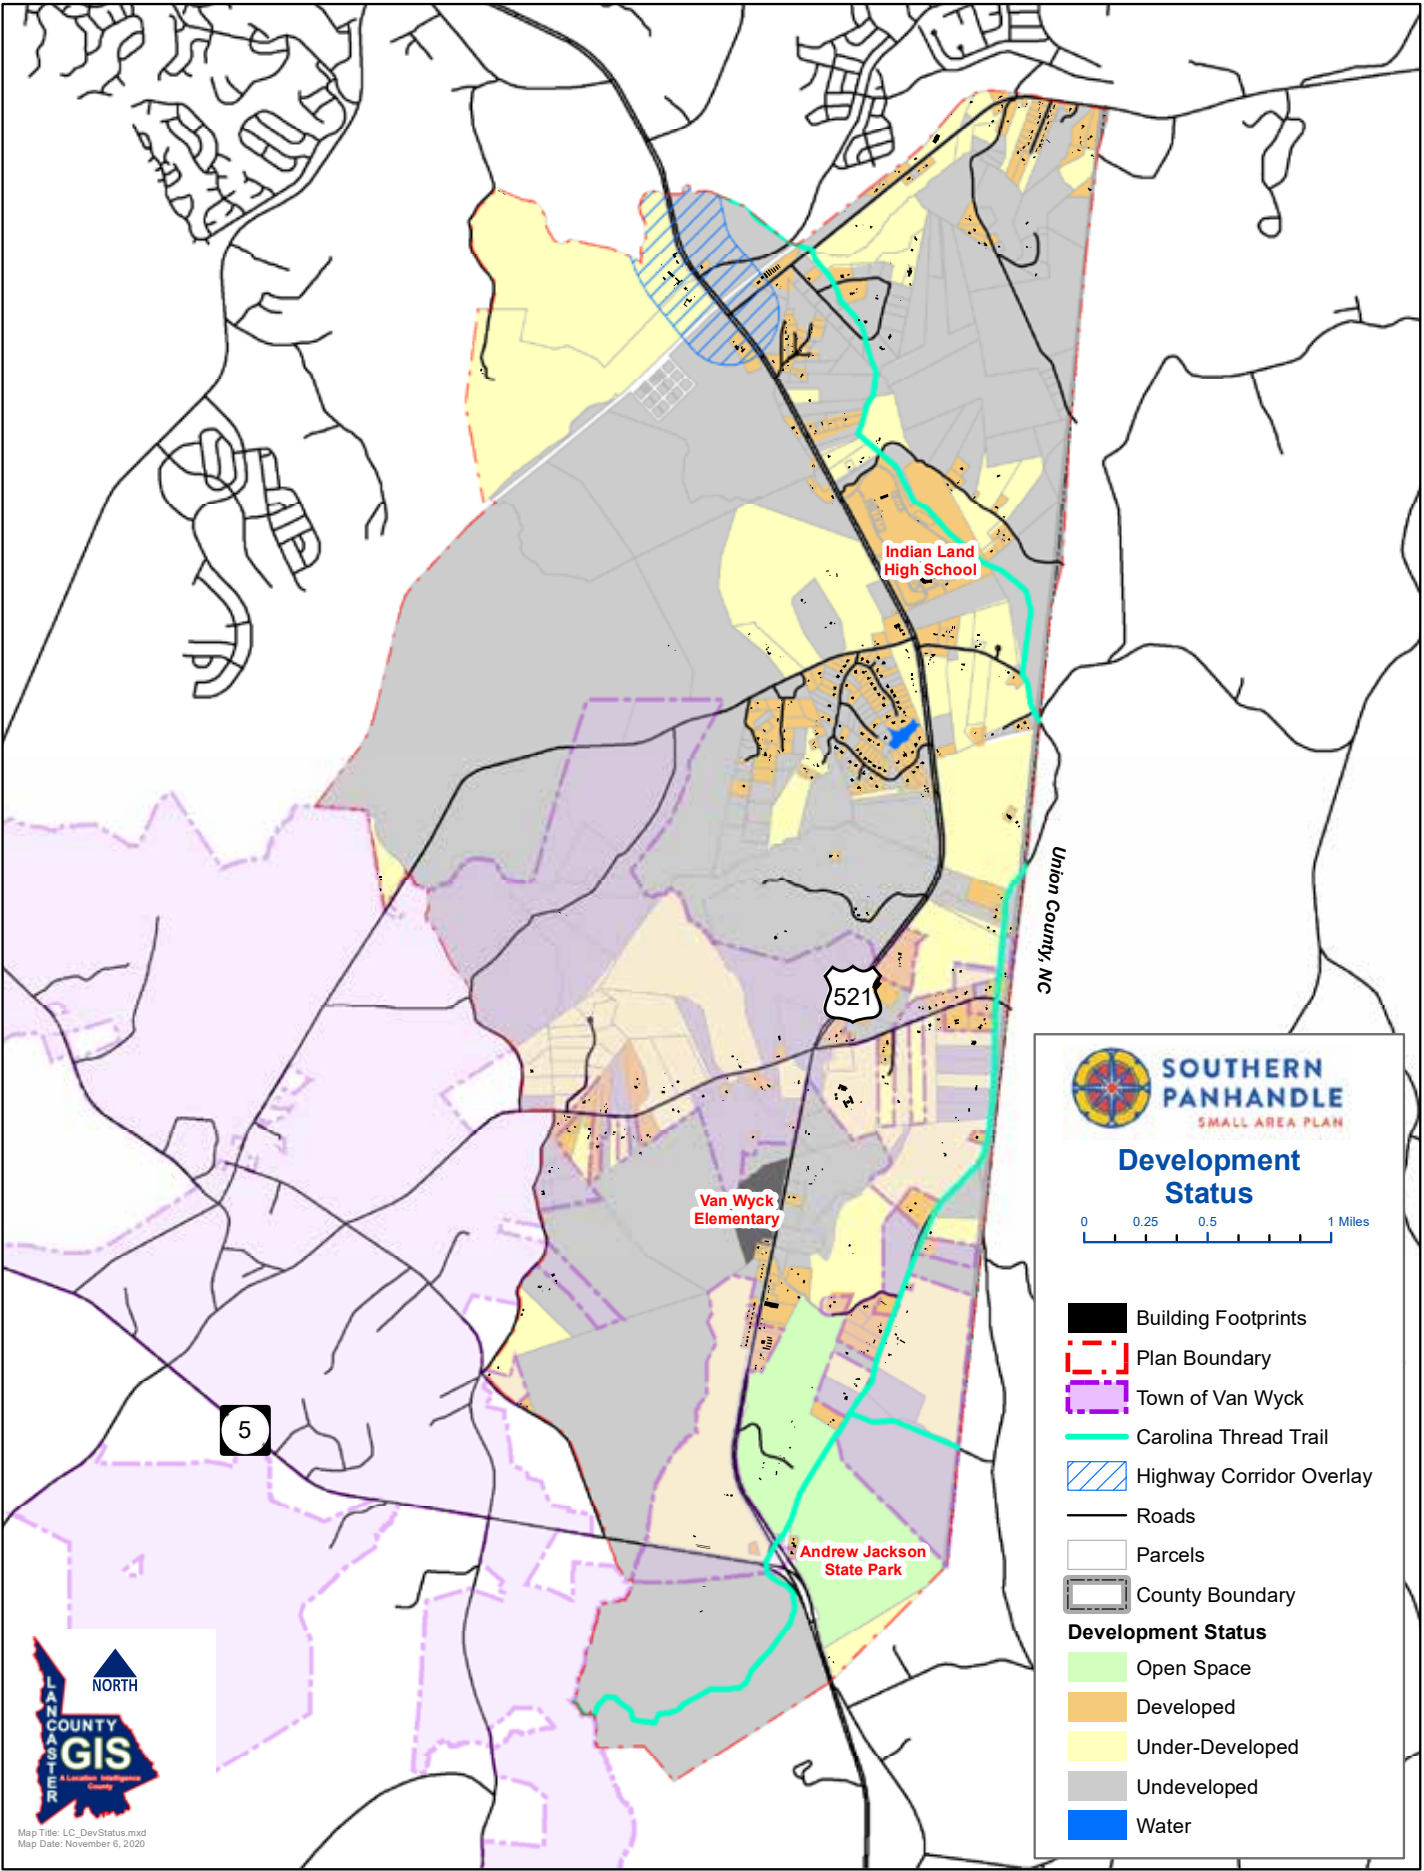 Indian Land
High School
Union County, NC
521
Van Wyck
Elementary
5
Andrew Jackson
State Park
SOUTHERN
PANHANDLE
SMALL AREA PLAN
Development
Status
0 0.25 0.5 1 Miles
Building Footprints
Plan Boundary
Town of Van Wyck
Carolina Thread Trail
Highway Corridor Overlay
Roads
Parcels
County Boundary
Development Status
Open Space
Developed
Under-Developed
Undeveloped
Water
NORTH
LANCASTER
COUNTY
GIS
A Location Intelligence
County
Map Title: LC_DevStatus.mxd
Map Date: November 6, 2020